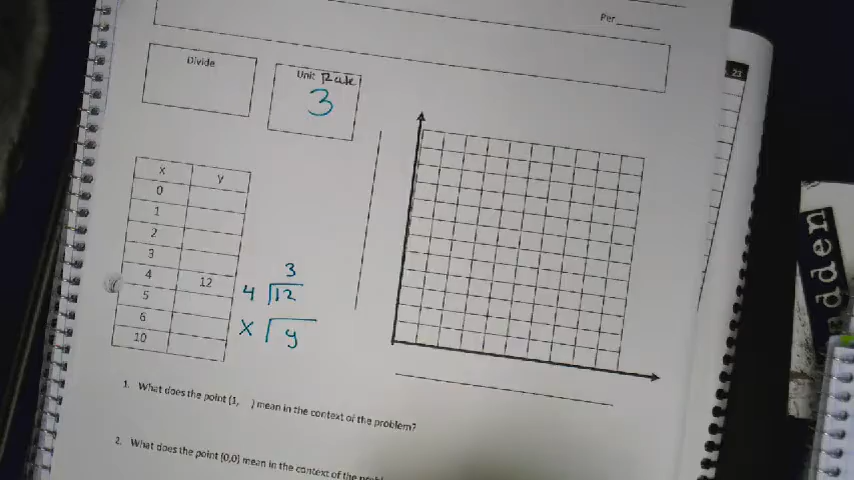 Per
Divide
Unit Rate
3
23
x y
0
1
2
3
4 12
5
6
10
3
4 12
x y
1. What does the point (1, ) mean in the context of the problem?
2. What does the point (0,0) mean in the context of the
dden